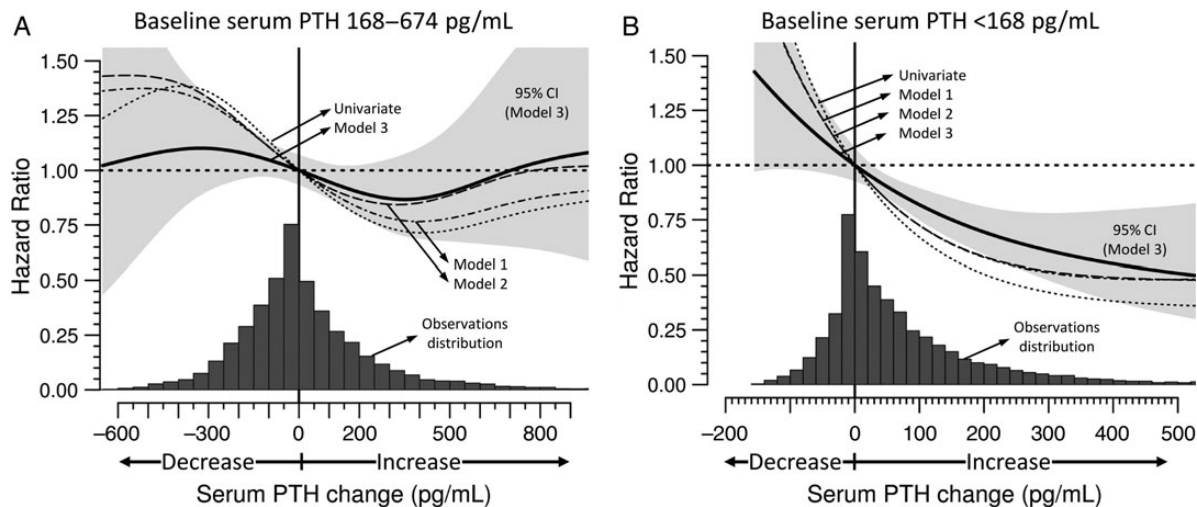 A
Baseline serum PTH 168–674 pg/mL
1.50
1.25
1.00
0.75
0.50
0.25
0.00
Hazard Ratio
Univariate
Model 3
95% CI
(Model 3)
Model 1
Model 2
Observations
distribution
−600
−300
0
200
400
600
800
Decrease
Increase
Serum PTH change (pg/mL)
B
Baseline serum PTH <168 pg/mL
1.50
1.25
1.00
0.75
0.50
0.25
0.00
Hazard Ratio
Univariate
Model 1
Model 2
Model 3
95% CI
(Model 3)
Observations
distribution
−200
0
100
200
300
400
500
Decrease
Increase
Serum PTH change (pg/mL)